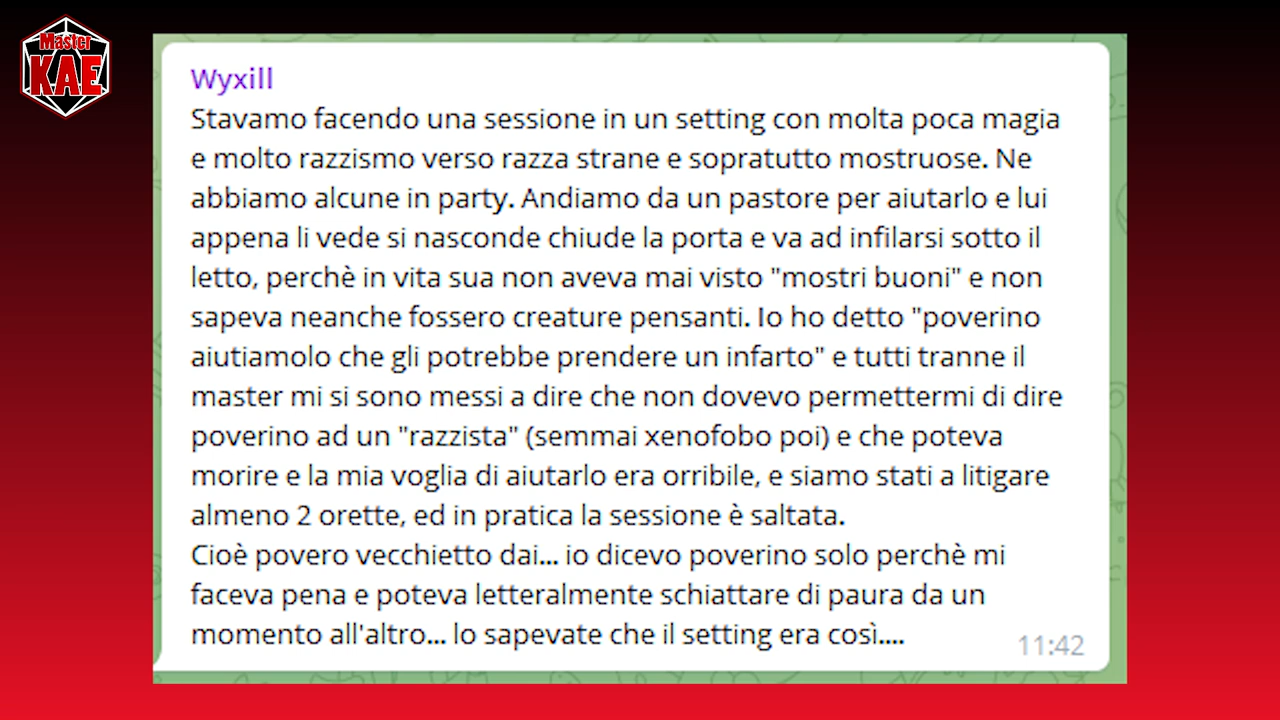 Master
KAE
Wyxill
Stavamo facendo una sessione in un setting con molta poca magia
e molto razzismo verso razza strane e sopratutto mostruose. Ne
abbiamo alcune in party. Andiamo da un pastore per aiutarlo e lui
appena li vede si nasconde chiude la porta e va ad infilarsi sotto il
letto, perchè in vita sua non aveva mai visto "mostri buoni" e non
sapeva neanche fossero creature pensanti. Io ho detto "poverino
aiutiamolo che gli potrebbe prendere un infarto" e tutti tranne il
master mi si sono messi a dire che non dovevo permettermi di dire
poverino ad un "razzista" (semmai xenofobo poi) e che poteva
morire e la mia voglia di aiutarlo era orribile, e siamo stati a litigare
almeno 2 orette, ed in pratica la sessione è saltata.
Cioè povero vecchietto dai... io dicevo poverino solo perchè mi
faceva pena e poteva letteralmente schiattare di paura da un
momento all'altro... lo sapevate che il setting era così....
11:42